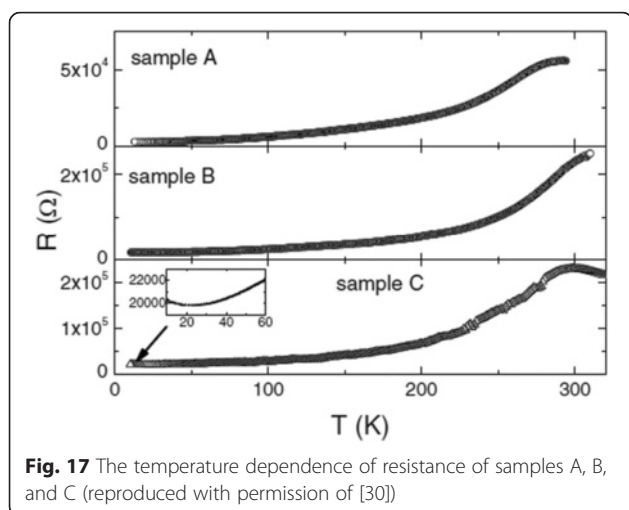 sample A
5x10⁴
0
sample B
2x10⁵
0
R (Ω)
sample C
22000
20000
20 40 60
2x10⁵
1x10⁵
0
0 100 200 300
T (K)
Fig. 17 The temperature dependence of resistance of samples A, B,
and C (reproduced with permission of [30])